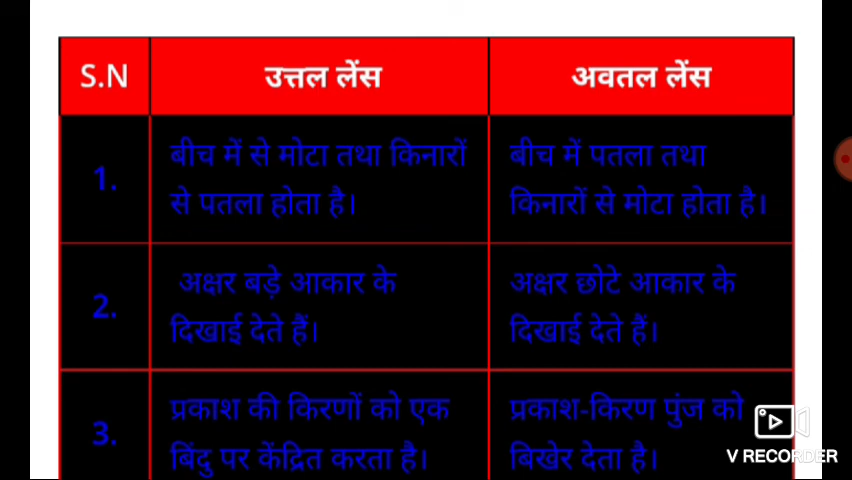 S.N उत्तल लेंस अवतल लेंस
1. बीच में से मोटा तथा किनारों से पतला होता है। बीच में पतला तथा किनारों से मोटा होता है।
2. अक्षर बड़े आकार के दिखाई देते हैं। अक्षर छोटे आकार के दिखाई देते हैं।
3. प्रकाश की किरणों को एक बिंदु पर केंद्रित करता है। प्रकाश-किरण पुंज को बिखेर देता है।
V RECORDER